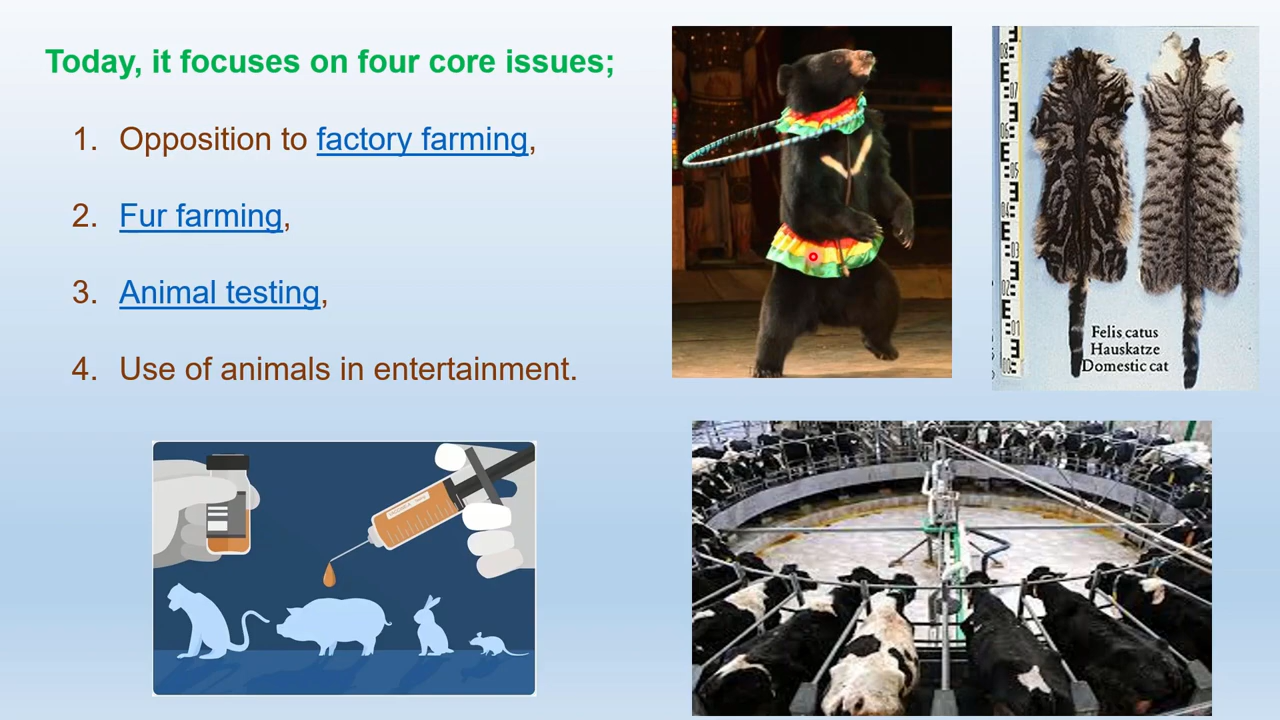 Today, it focuses on four core issues;
1. Opposition to factory farming,
2. Fur farming,
3. Animal testing,
4. Use of animals in entertainment.
Felis catus
Hauskatze
Domestic cat